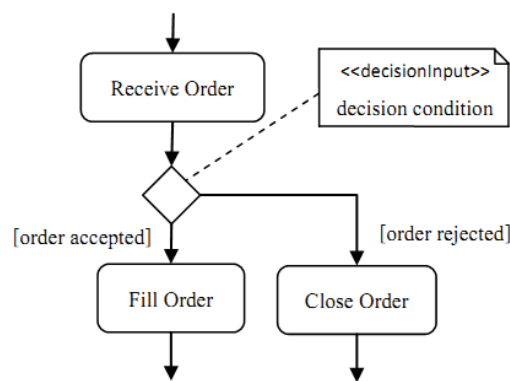 Receive Order
<<decisionInput>>
decision condition
[order accepted]
[order rejected]
Fill Order
Close Order